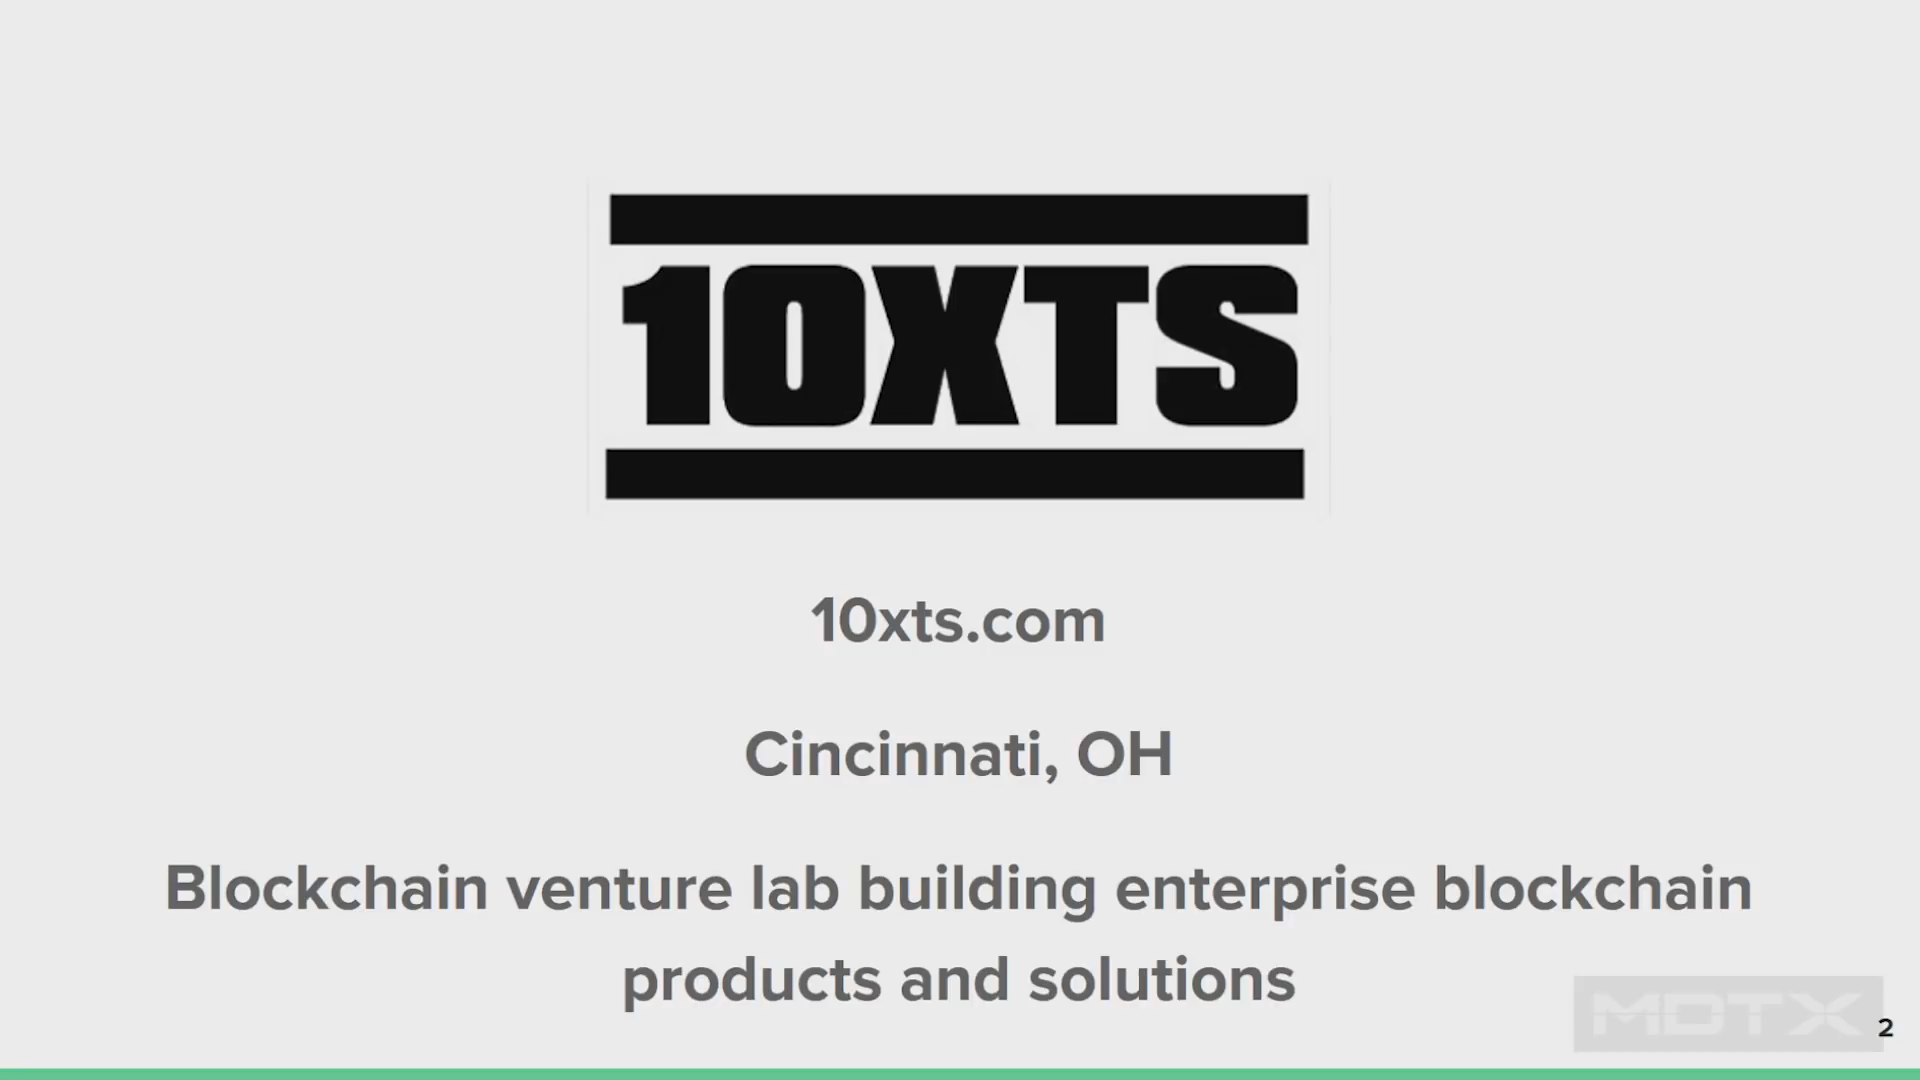 10XTS
10xts.com
Cincinnati, OH
Blockchain venture lab building enterprise blockchain
products and solutions
MDTX
2